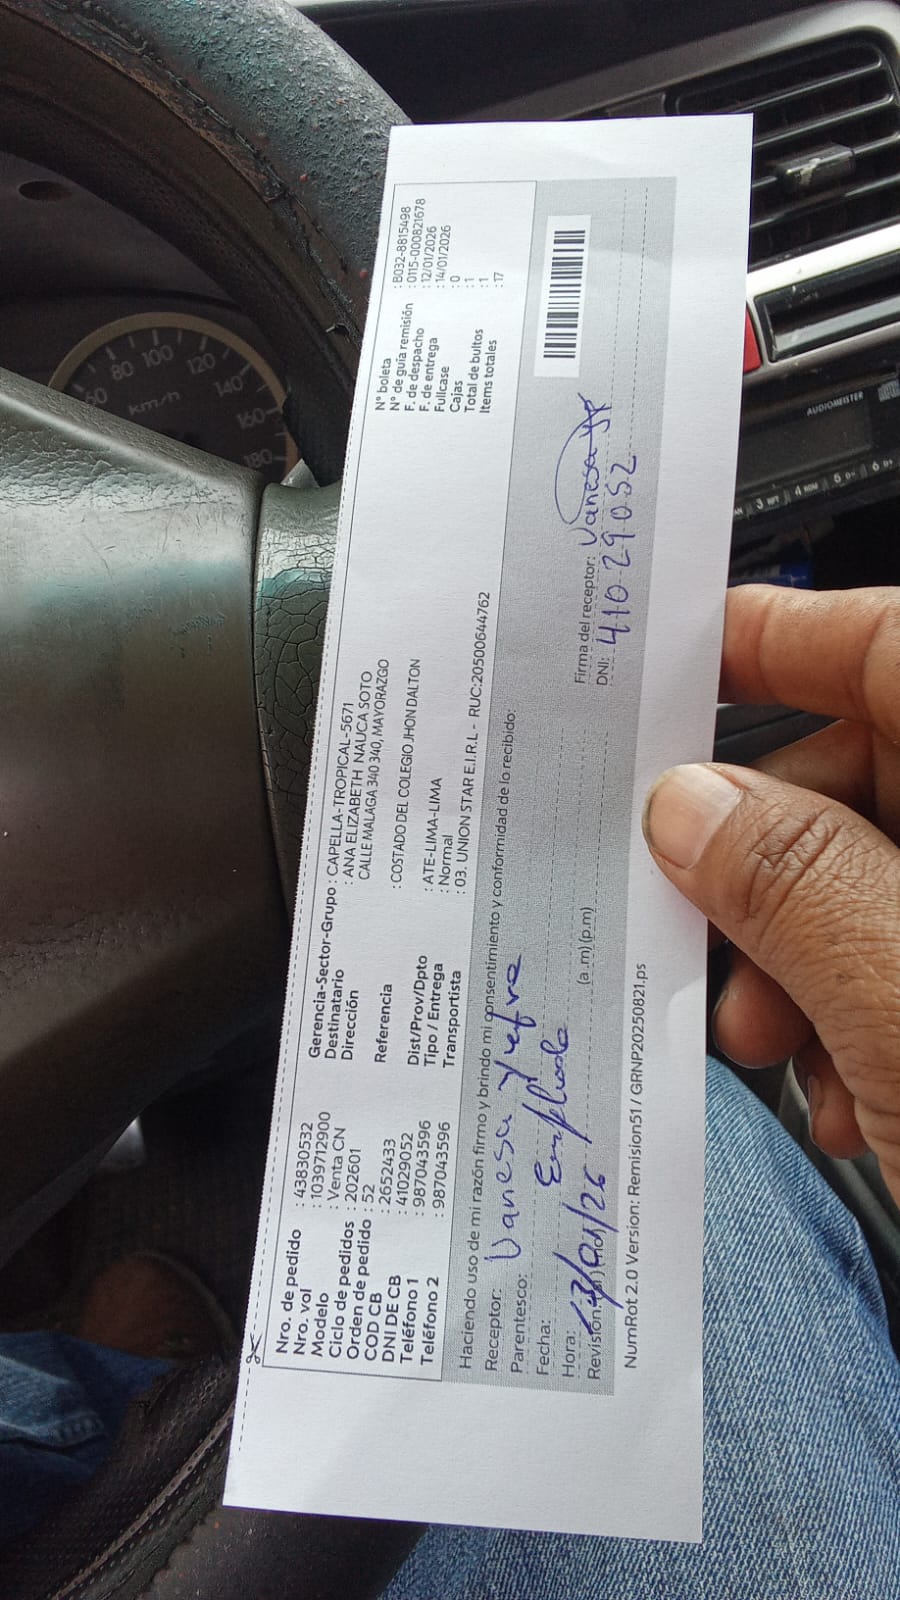 Nro. de pedido : 43830532
Nro. vol : 1039712900
Modelo : Venta CN
Ciclo de pedidos : 202601
Orden de pedido : 52
COD CB : 2652433
DNI DE CB : 41029052
Teléfono 1 : 987043596
Teléfono 2 : 987043596
Gerencia-Sector-Grupo : CAPELLA-TROPICAL-5671
Destinatario : ANA ELIZABETH NAUCA SOTO
Dirección CALLE MALAGA 340 340, MAYORAZGO
Referencia : COSTADO DEL COLEGIO JHON DALTON
Dist/Prov/Dpto : ATE-LIMA-LIMA
Tipo / Entrega : Normal
Transportista : 03. UNION STAR E.I.R.L - RUC:20500644762
N° boleta : B032-8815498
N° de guía remisión : 0115-000821678
F. de despacho : 12/01/2026
F. de entrega : 14/01/2026
Fullcase : 0
Cajas : 1
Total de bultos : 1
Items totales : 17
Haciendo uso de mi razón firmo y brindo mi consentimiento y conformidad de lo recibido:
Receptor: Vanesa
Parentesco:
Fecha:
Hora: (a.m) (p.m)
Firma del receptor: Vanesa
DNI: 41029052
NumRot 2.0 Version: Remision51 / GRNP20250821.ps
km/h
80
100
120
140
160
180
AUDIOMEISTER
3 RPT
4 RDM